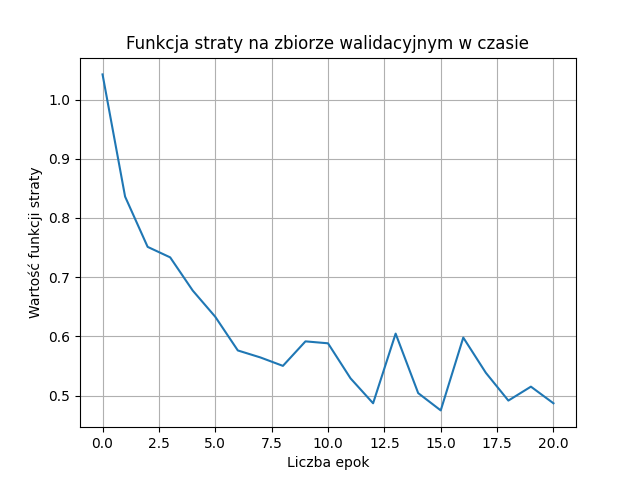 Funkcja straty na zbiorze walidacyjnym w czasie
Wartość funkcji straty
1.0
0.9
0.8
0.7
0.6
0.5
0.0 2.5 5.0 7.5 10.0 12.5 15.0 17.5 20.0
Liczba epok